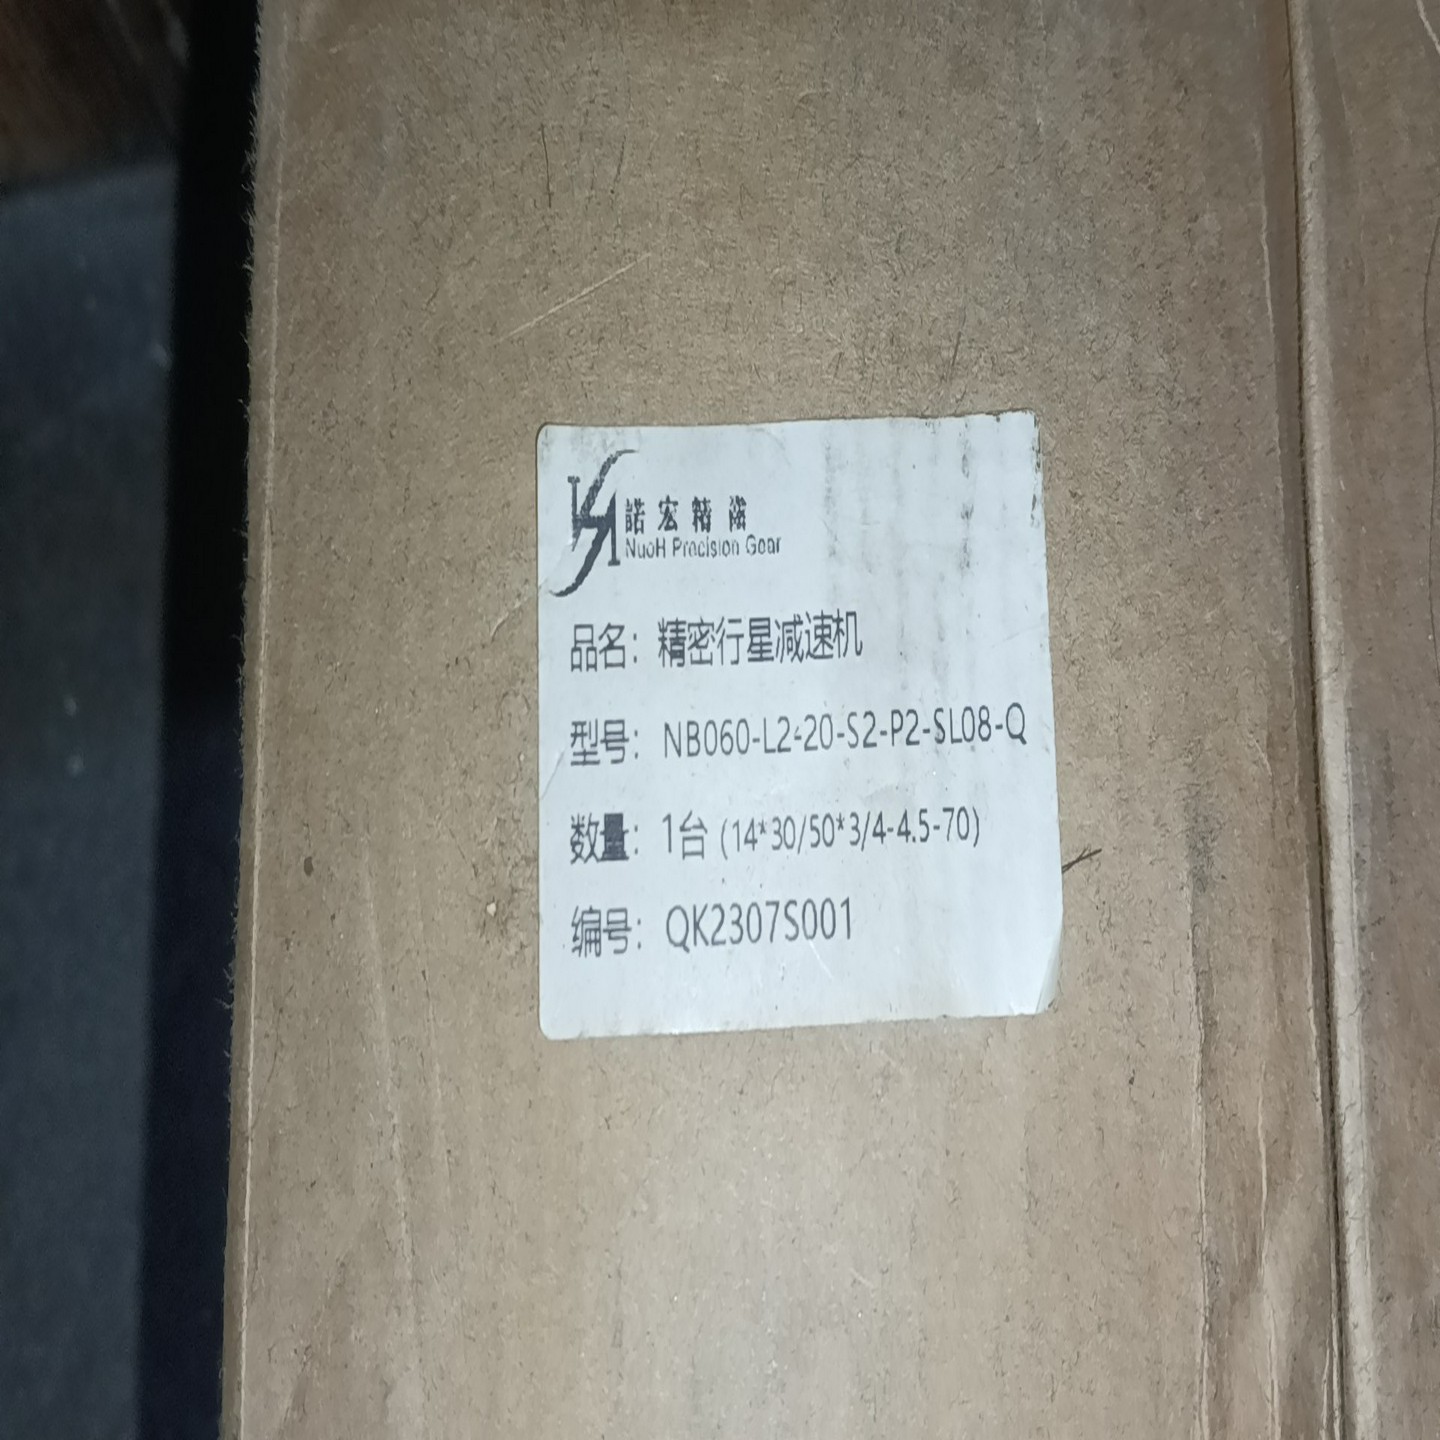 諾宏精密
NuoH Precision Gear
品名：精密行星减速机
型号：NB060-L2-20-S2-P2-SL08-Q
数量：1台 (14*30/50*3/4-4.5-70)
编号：QK2307S001